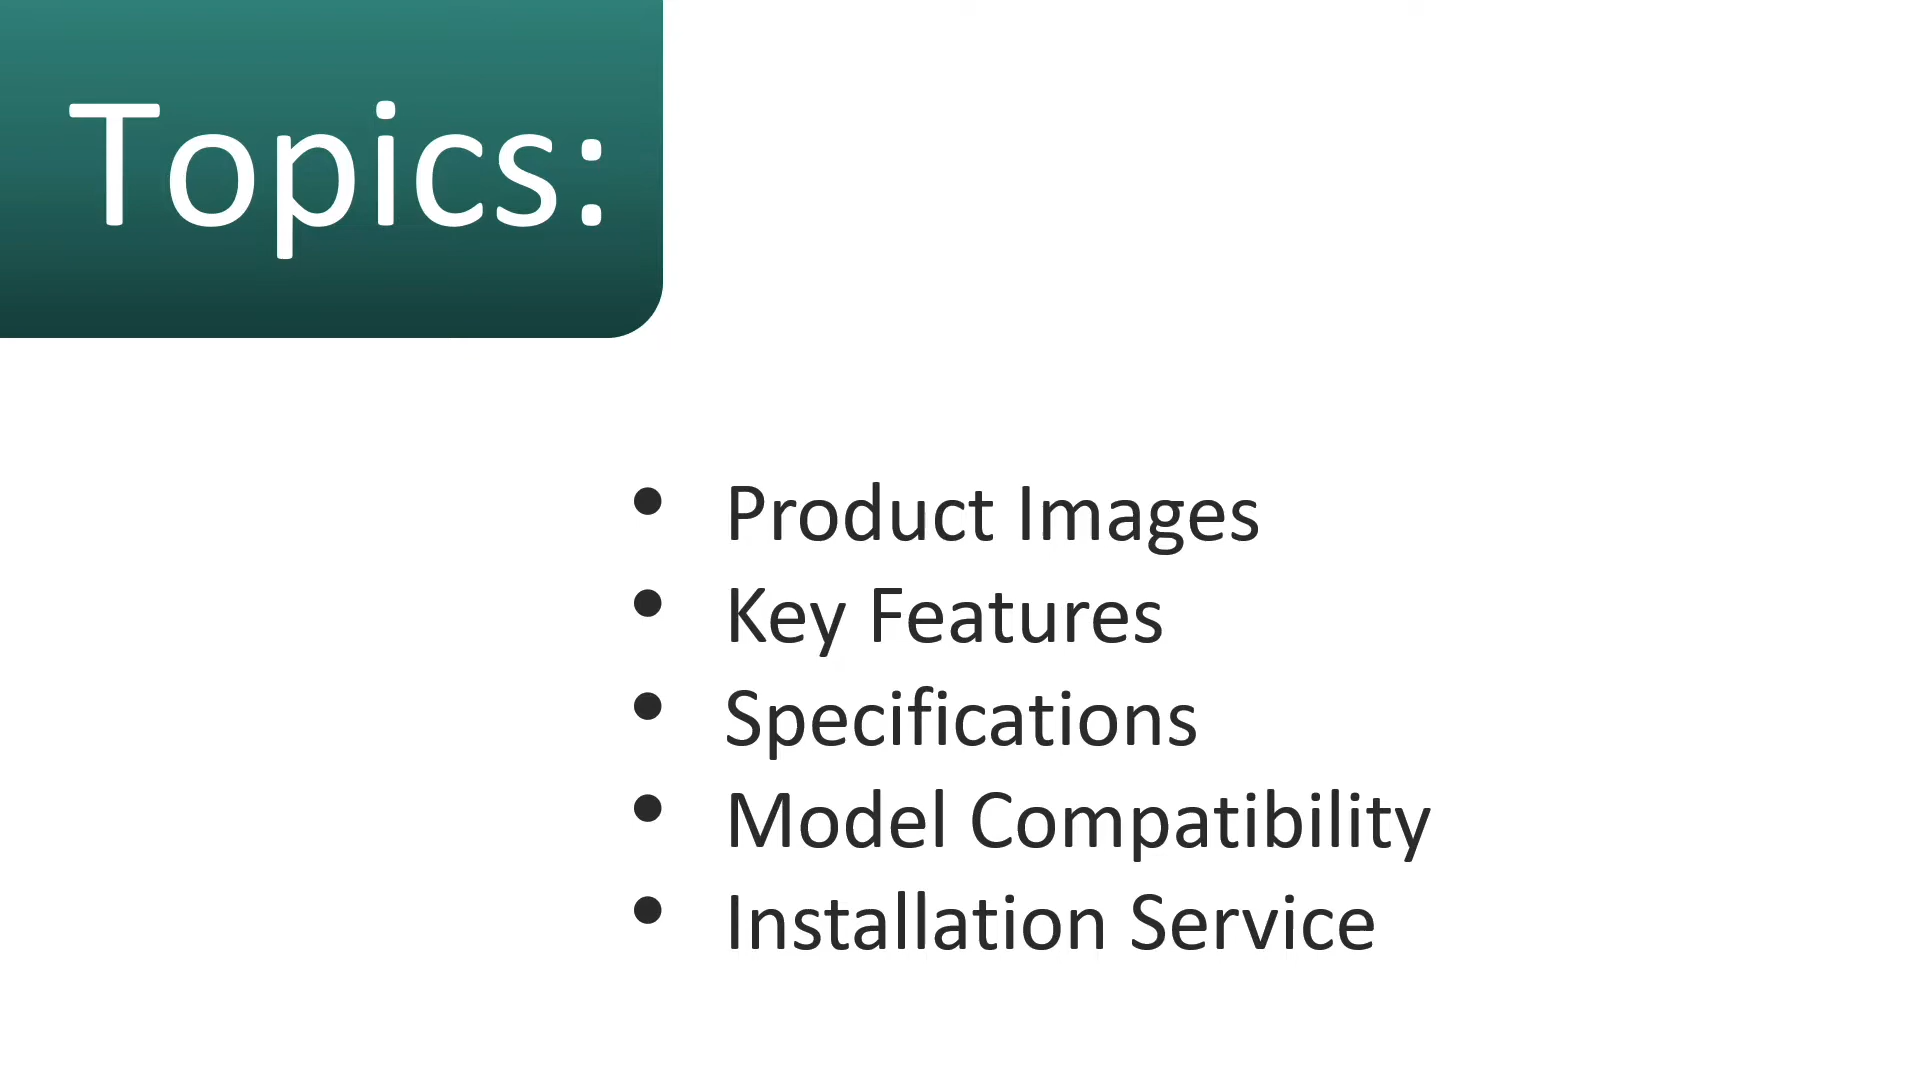 Topics:
• Product Images
• Key Features
• Specifications
• Model Compatibility
• Installation Service